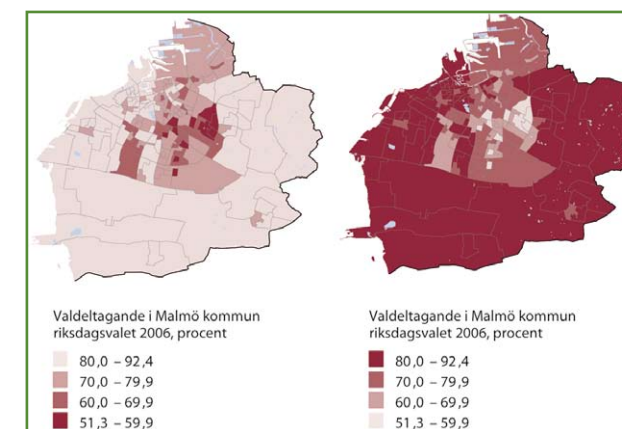 Valdeltagande i Malmö kommun
riksdagsvalet 2006, procent
80,0 – 92,4
70,0 – 79,9
60,0 – 69,9
51,3 – 59,9
Valdeltagande i Malmö kommun
riksdagsvalet 2006, procent
80,0 – 92,4
70,0 – 79,9
60,0 – 69,9
51,3 – 59,9